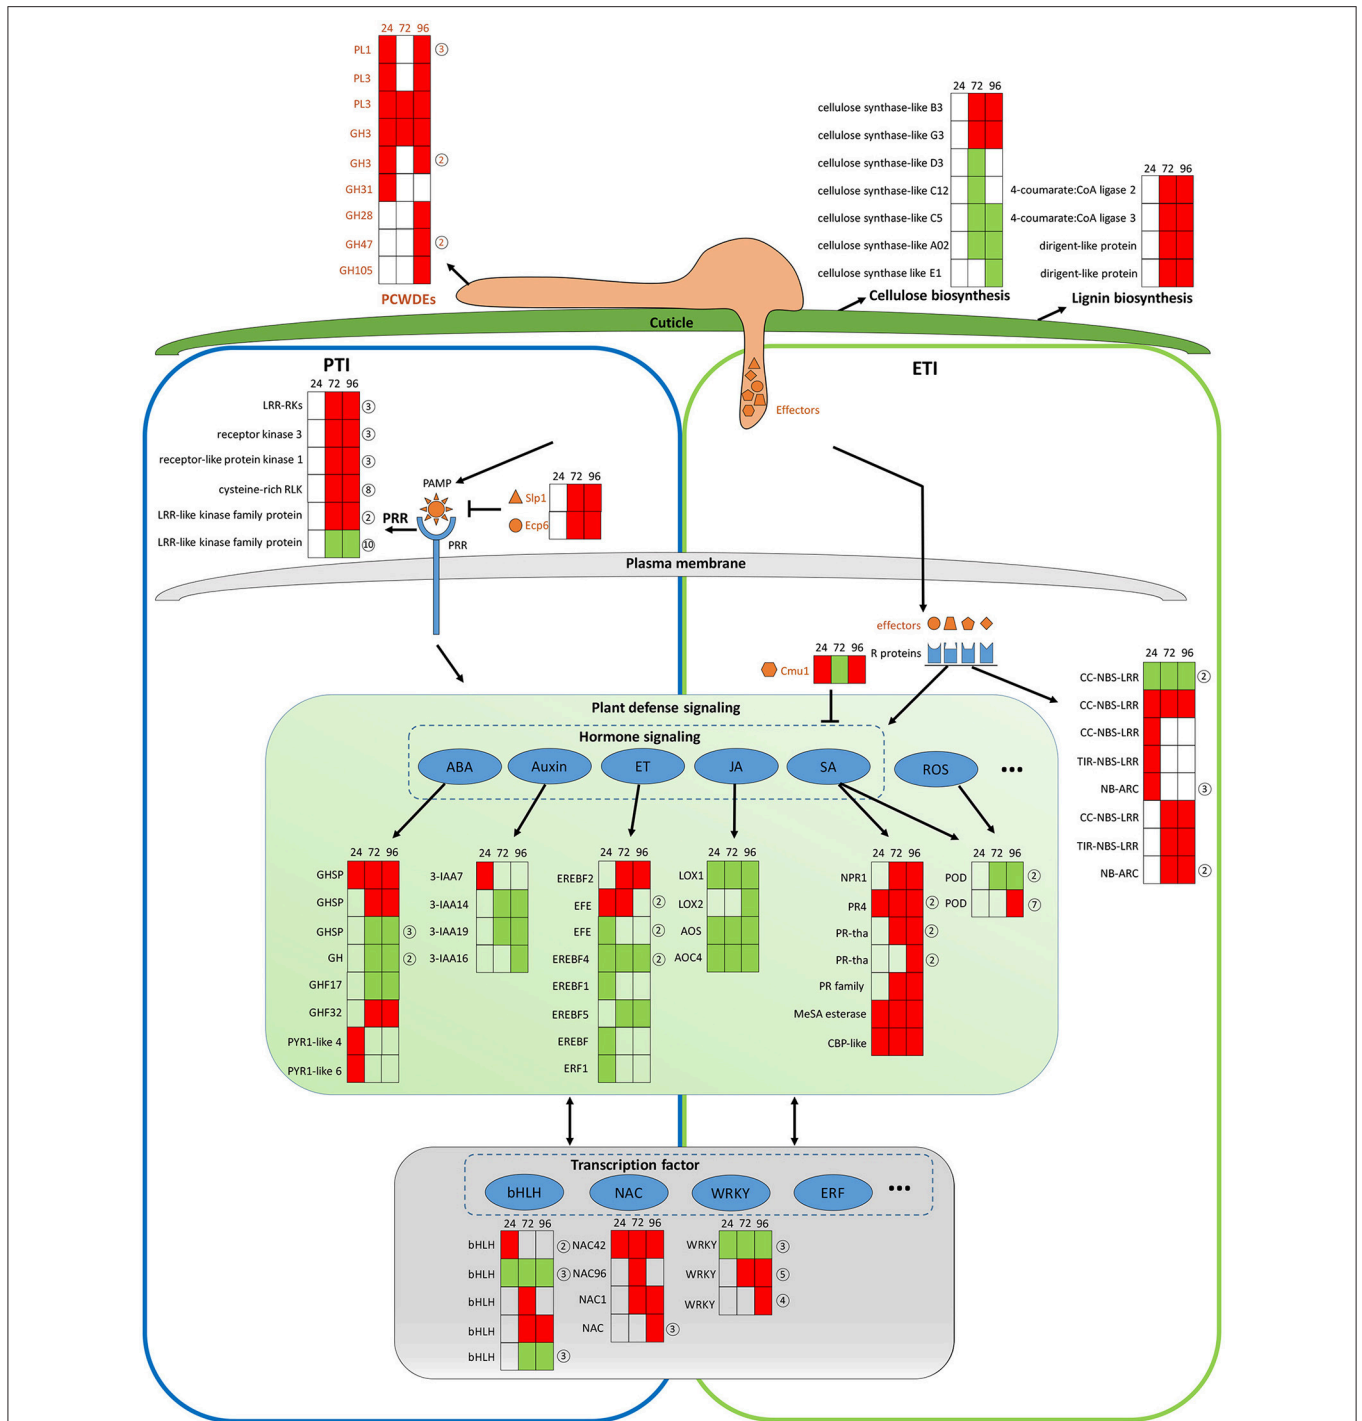 24 72 96
PL1 ③
PL3
PL3
GH3
GH3 ②
GH31
GH28
GH47 ②
GH105
PCWDEs
24 72 96
cellulose synthase-like B3
cellulose synthase-like G3
cellulose synthase-like D3
cellulose synthase-like C12
cellulose synthase-like C5
cellulose synthase-like A02
cellulose synthase like E1
Cellulose biosynthesis
24 72 96
4-coumarate:CoA ligase 2
4-coumarate:CoA ligase 3
dirigent-like protein
dirigent-like protein
Lignin biosynthesis
Cuticle
PTI
ETI
24 72 96
LRR-RKs ③
receptor kinase 3 ③
receptor-like protein kinase 1 ③
cysteine-rich RLK ⑧
LRR-like kinase family protein ②
LRR-like kinase family protein ⑩
PRR
PAMP
PRR
24 72 96
Slp1
Ecp6
Effectors
Plasma membrane
effectors
R proteins
24 72 96
Cmu1
24 72 96
CC-NBS-LRR ②
CC-NBS-LRR
CC-NBS-LRR
TIR-NBS-LRR
NB-ARC ③
CC-NBS-LRR
TIR-NBS-LRR
NB-ARC ②
Plant defense signaling
Hormone signaling
ABA Auxin ET JA SA ROS ...
24 72 96
GHSP
GHSP
GHSP ③
GH ②
GHF17
GHF32
PYR1-like 4
PYR1-like 6
24 72 96
3-IAA7
3-IAA14
3-IAA19
3-IAA16
24 72 96
EREBF2
EFE ②
EFE ②
EREBF4 ②
EREBF1
EREBF5
EREBF
ERF1
24 72 96
LOX1
LOX2
AOS
AOC4
24 72 96
NPR1
PR4 ②
PR-tha ②
PR-tha ②
PR family
MeSA esterase
CBP-like
24 72 96
POD ②
POD ⑦
Transcription factor
bHLH NAC WRKY ERF ...
24 72 96
bHLH ②
bHLH ③
bHLH
bHLH
bHLH ③
24 72 96
NAC42
NAC96
NAC1
NAC ③
24 72 96
WRKY ③
WRKY ⑤
WRKY ④